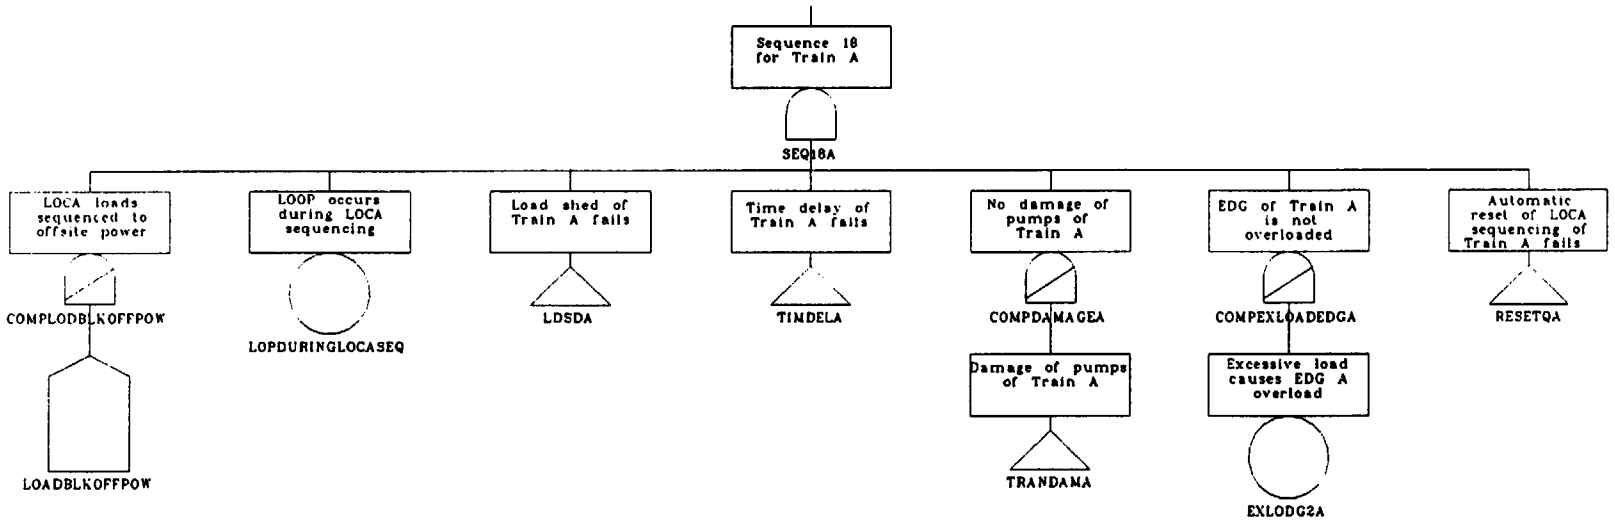 Sequence 18
for Train A
SEQ18A
LOCA loads
sequenced to
offsite power
LOOP occurs
during LOCA
sequencing
Load shed of
Train A fails
Time delay of
Train A fails
No damage of
pumps of
Train A
EDG of Train A
is not
overloaded
Automatic
reset of LOCA
sequencing of
Train A fails
COMPLODBLKOFFPOW
LOPDURINGLOCASEQ
LDSDA
TIMDELA
COMPDAMAGEA
COMPEXLOADEDGA
RESETQA
Damage of pumps
of Train A
Excessive load
causes EDG A
overload
LOADBLKOFFPOW
TRANDAMA
EXLODG2A